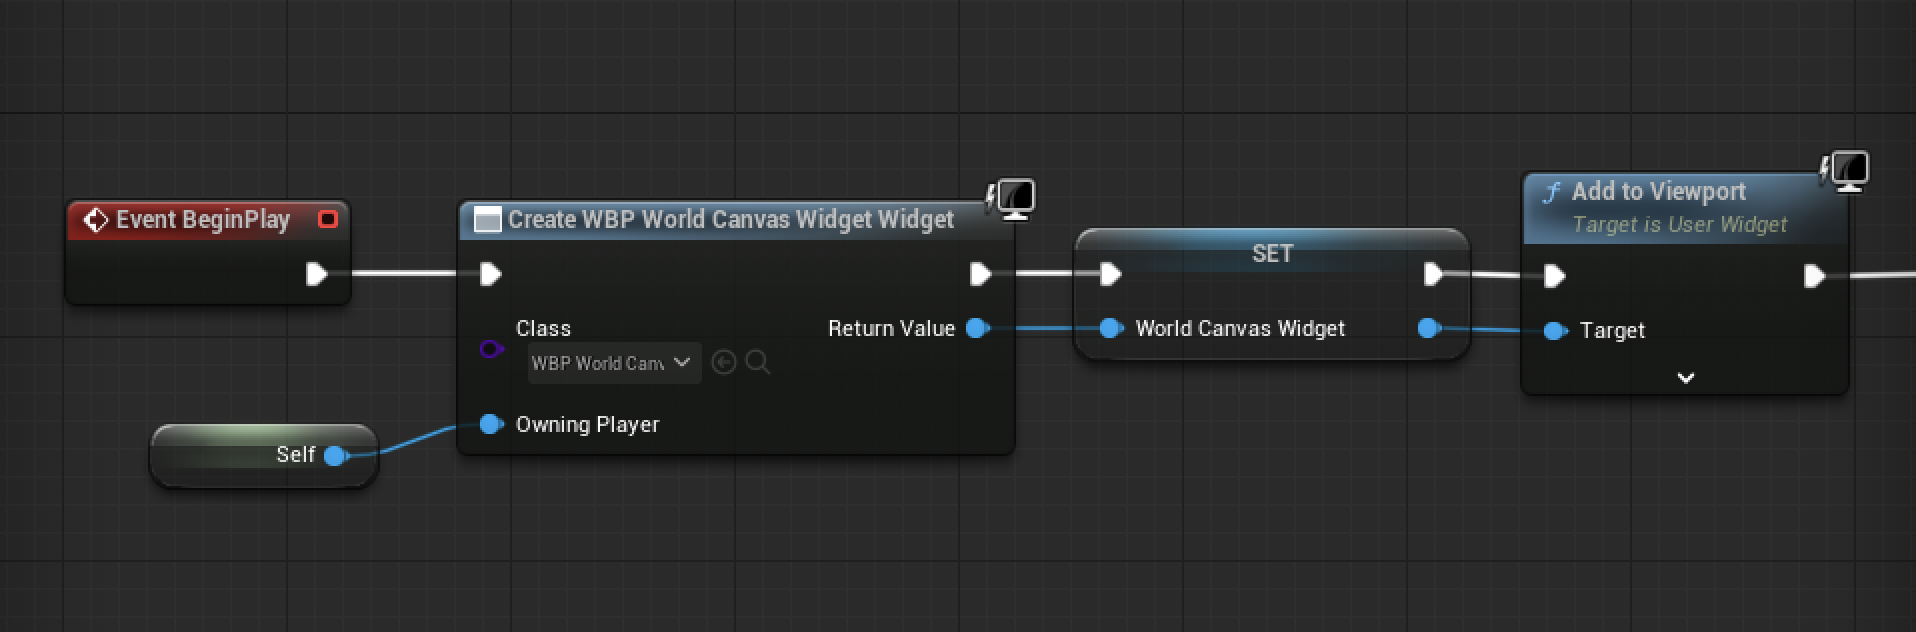 Event BeginPlay
Create WBP World Canvas Widget Widget
Class
WBP World Can
Return Value
Owning Player
Self
SET
World Canvas Widget
Add to Viewport
Target is User Widget
Target